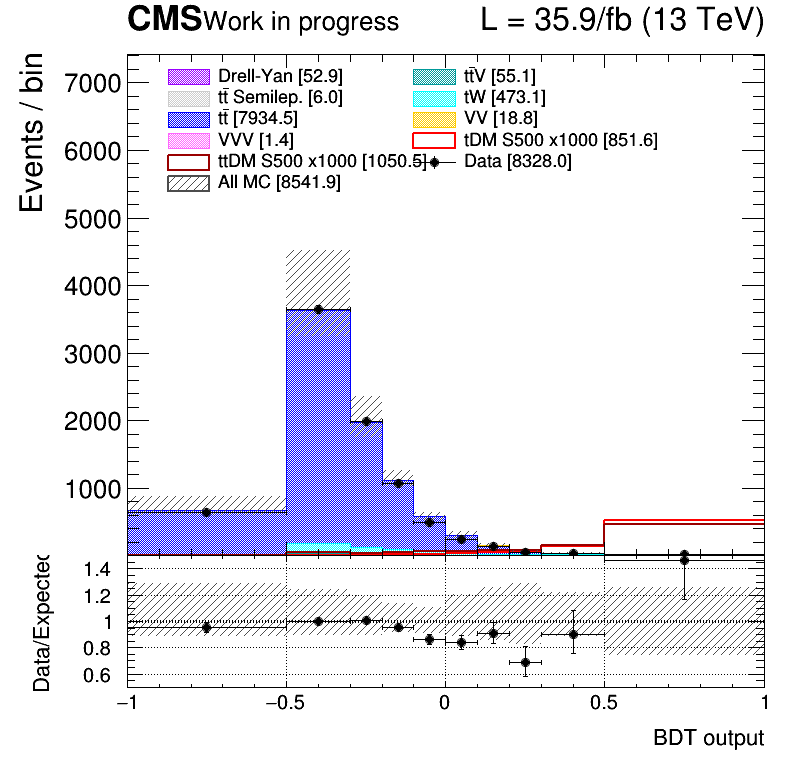 CMS Work in progress L = 35.9/fb (13 TeV)
Events / bin
7000
6000
5000
4000
3000
2000
1000
Drell-Yan [52.9] tt̄V [55.1]
tt̄ Semilep. [6.0] tW [473.1]
tt̄ [7934.5] VV [18.8]
VVV [1.4] tDM S500 x1000 [851.6]
ttDM S500 x1000 [1050.5] Data [8328.0]
All MC [8541.9]
Data/Expected
1.4
1.2
1
0.8
0.6
−1 −0.5 0 0.5 1
BDT output